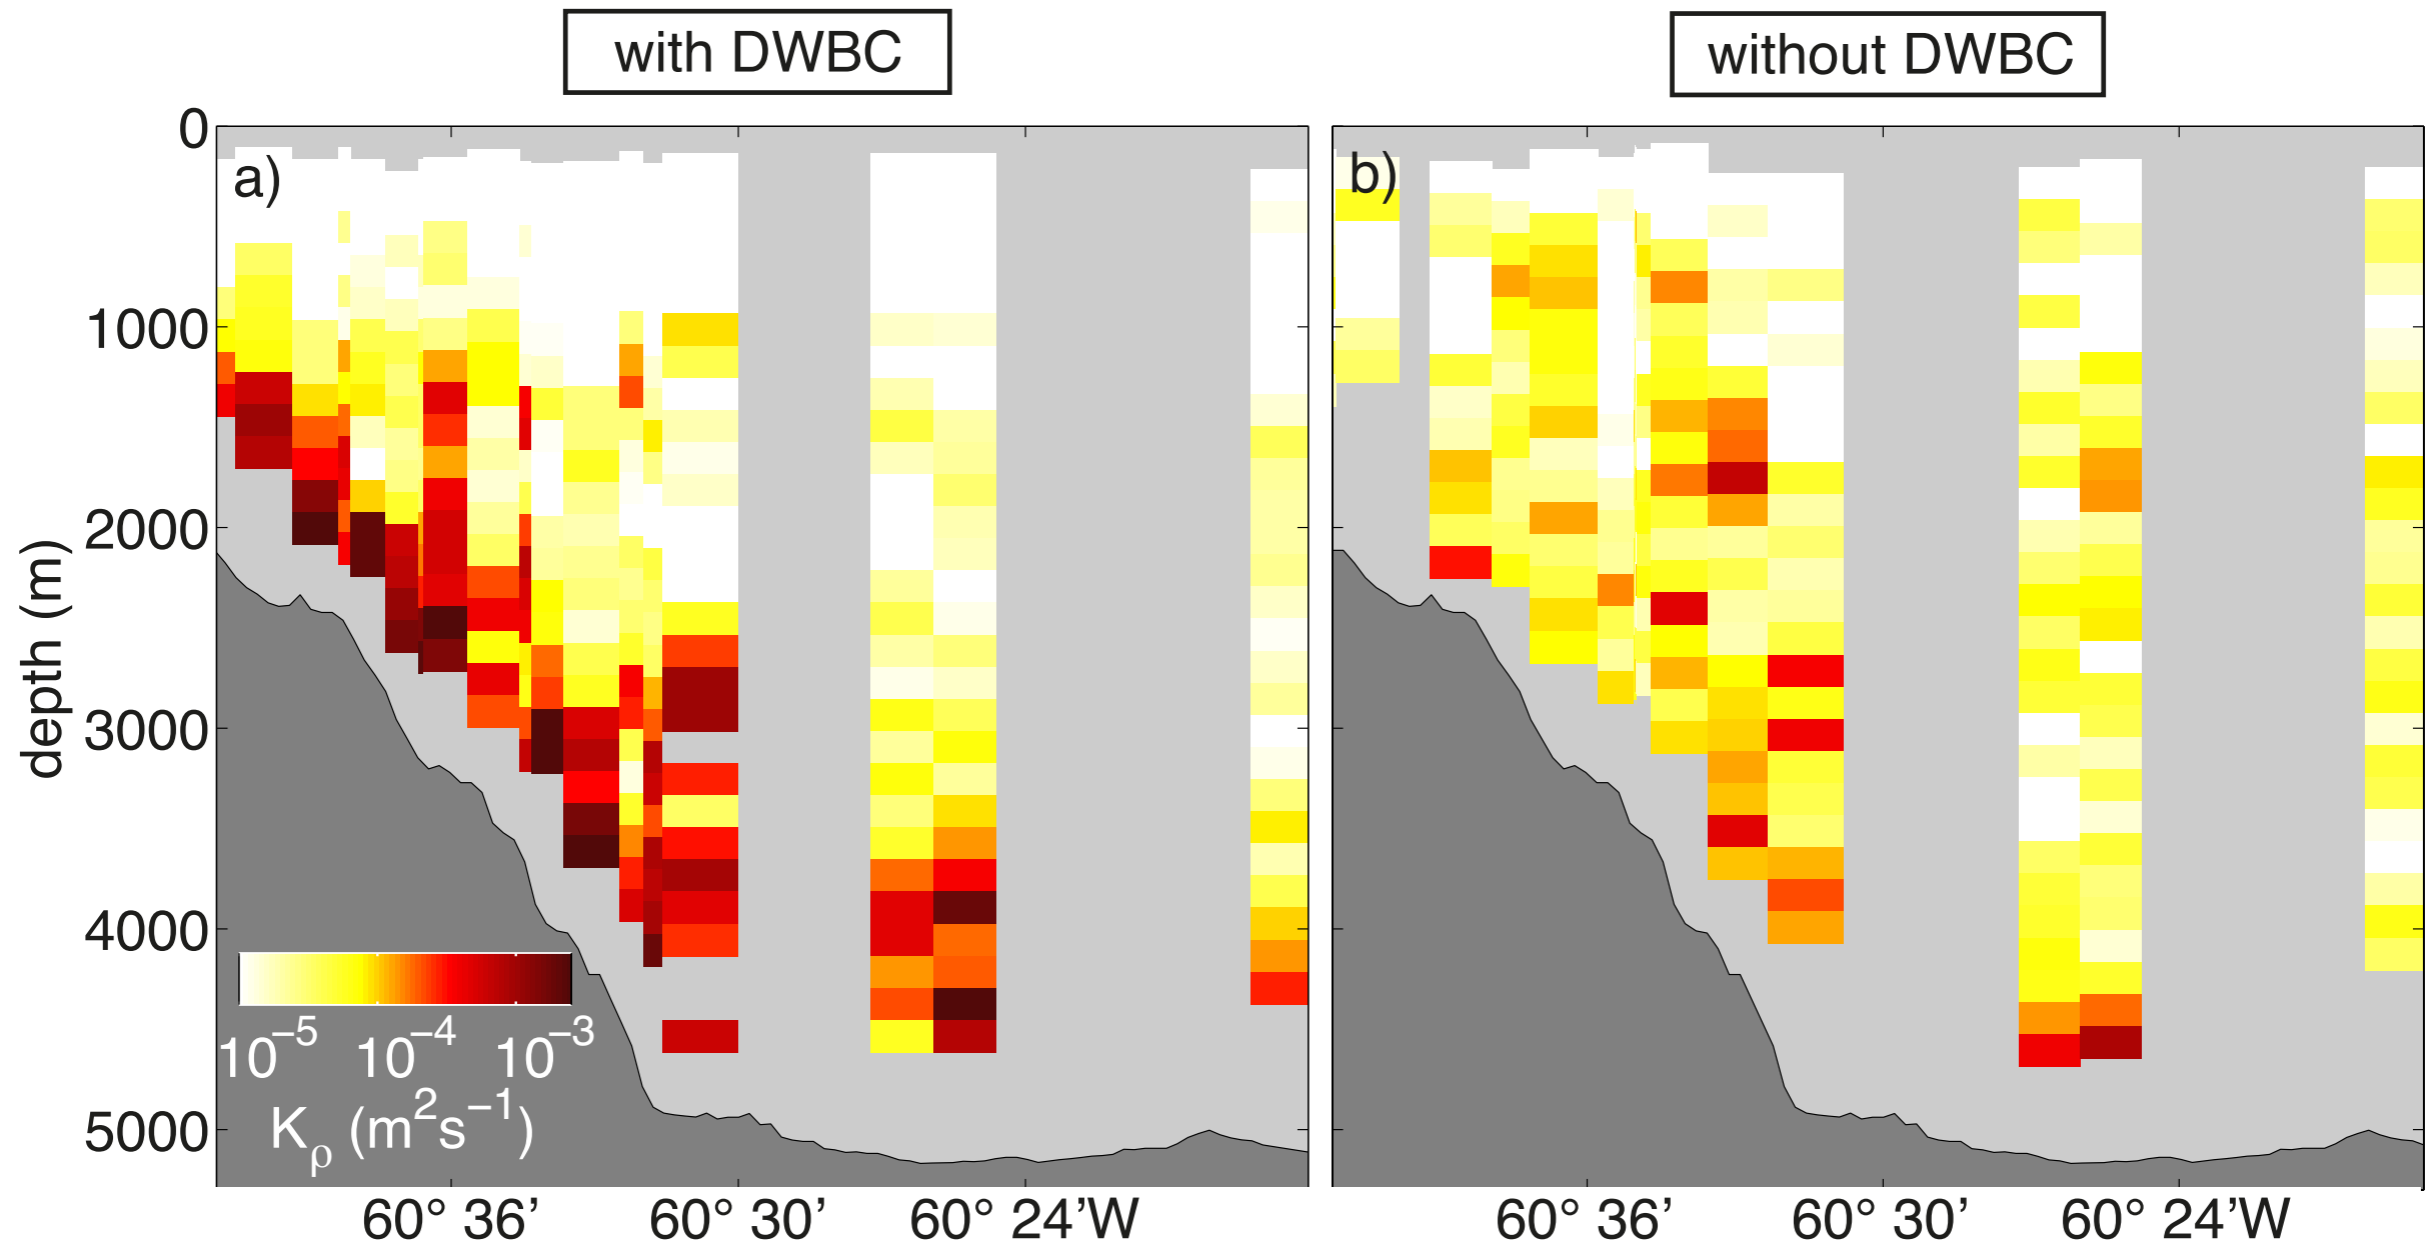 with DWBC
without DWBC
a)
b)
0
1000
2000
3000
4000
5000
depth (m)
10⁻⁵ 10⁻⁴ 10⁻³
Kρ (m²s⁻¹)
60° 36' 60° 30' 60° 24'W
60° 36' 60° 30' 60° 24'W